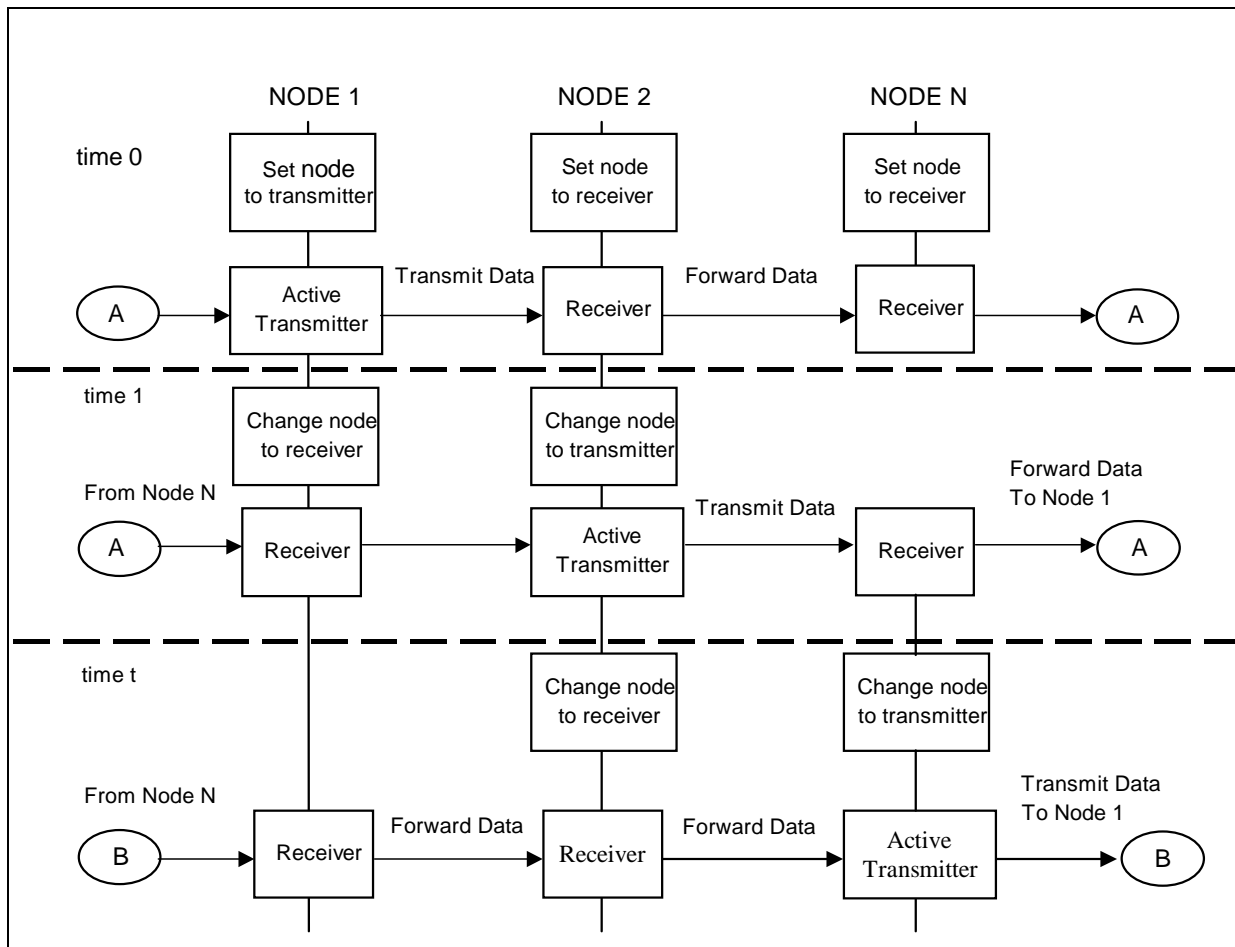 NODE 1
NODE 2
NODE N
time 0
Set node
to transmitter
Set node
to receiver
Set node
to receiver
A
Active
Transmitter
Transmit Data
Receiver
Forward Data
Receiver
A
time 1
Change node
to receiver
Change node
to transmitter
From Node N
A
Receiver
Active
Transmitter
Transmit Data
Receiver
Forward Data
To Node 1
A
time t
Change node
to receiver
Change node
to transmitter
From Node N
B
Receiver
Forward Data
Receiver
Forward Data
Active
Transmitter
Transmit Data
To Node 1
B